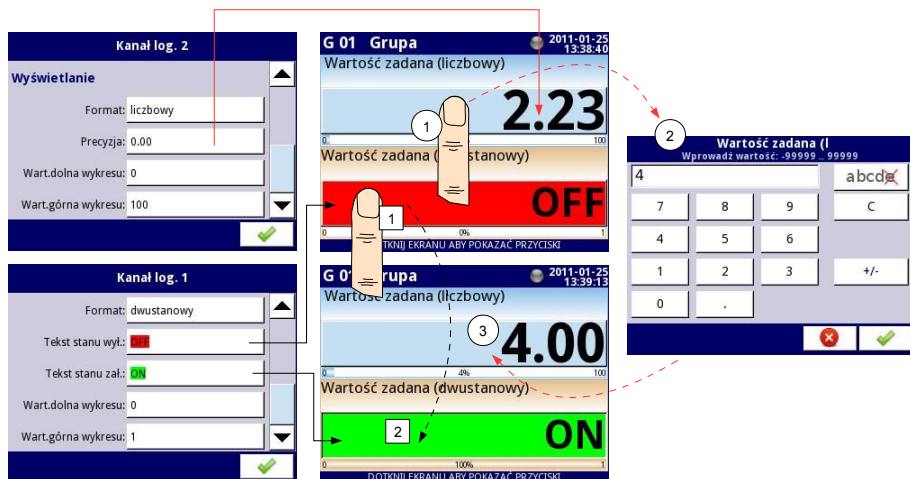 Kanał log. 2
Wyświetlanie
Format: liczbowy
Precyzja: 0.00
Wart.dolna wykresu: 0
Wart.górna wykresu: 100
Kanał log. 1
Format: dwustanowy
Tekst stanu wył.: OFF
Tekst stanu zał.: ON
Wart.dolna wykresu: 0
Wart.górna wykresu: 1
G 01 Grupa
2011-01-25
13:38:40
Wartość zadana (liczbowy)
2.23
1
0 100
Wartość zadana ( stanowy)
OFF
1
0 0% 1
DOTKNIJ EKRANU ABY POKAZAĆ PRZYCISKI
G 01 Grupa
2011-01-25
13:39:13
Wartość zadana (liczbowy)
3
4.00
0 4% 100
Wartość zadana (dwustanowy)
2
ON
0 100% 1
DOTKNIJ EKRANU ABY POKAZAĆ PRZYCISKI
2
Wartość zadana (l
Wprowadź wartość: -99999 .. 99999
4 abcde
7 8 9 C
4 5 6
1 2 3 +/-
0 .